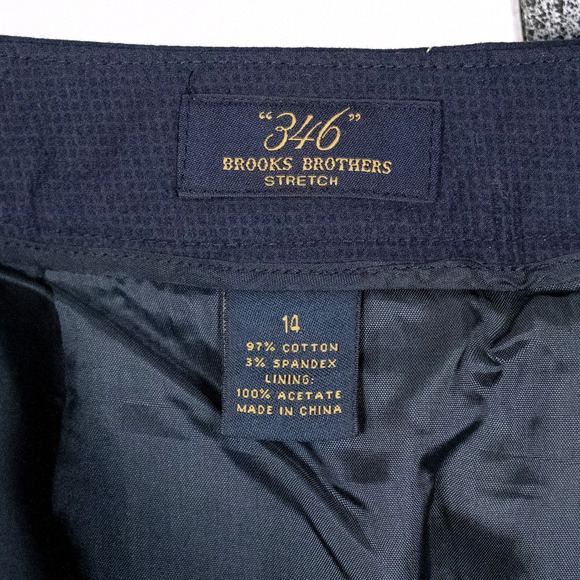 "346"
BROOKS BROTHERS
STRETCH
14
97% COTTON
3% SPANDEX
LINING:
100% ACETATE
MADE IN CHINA